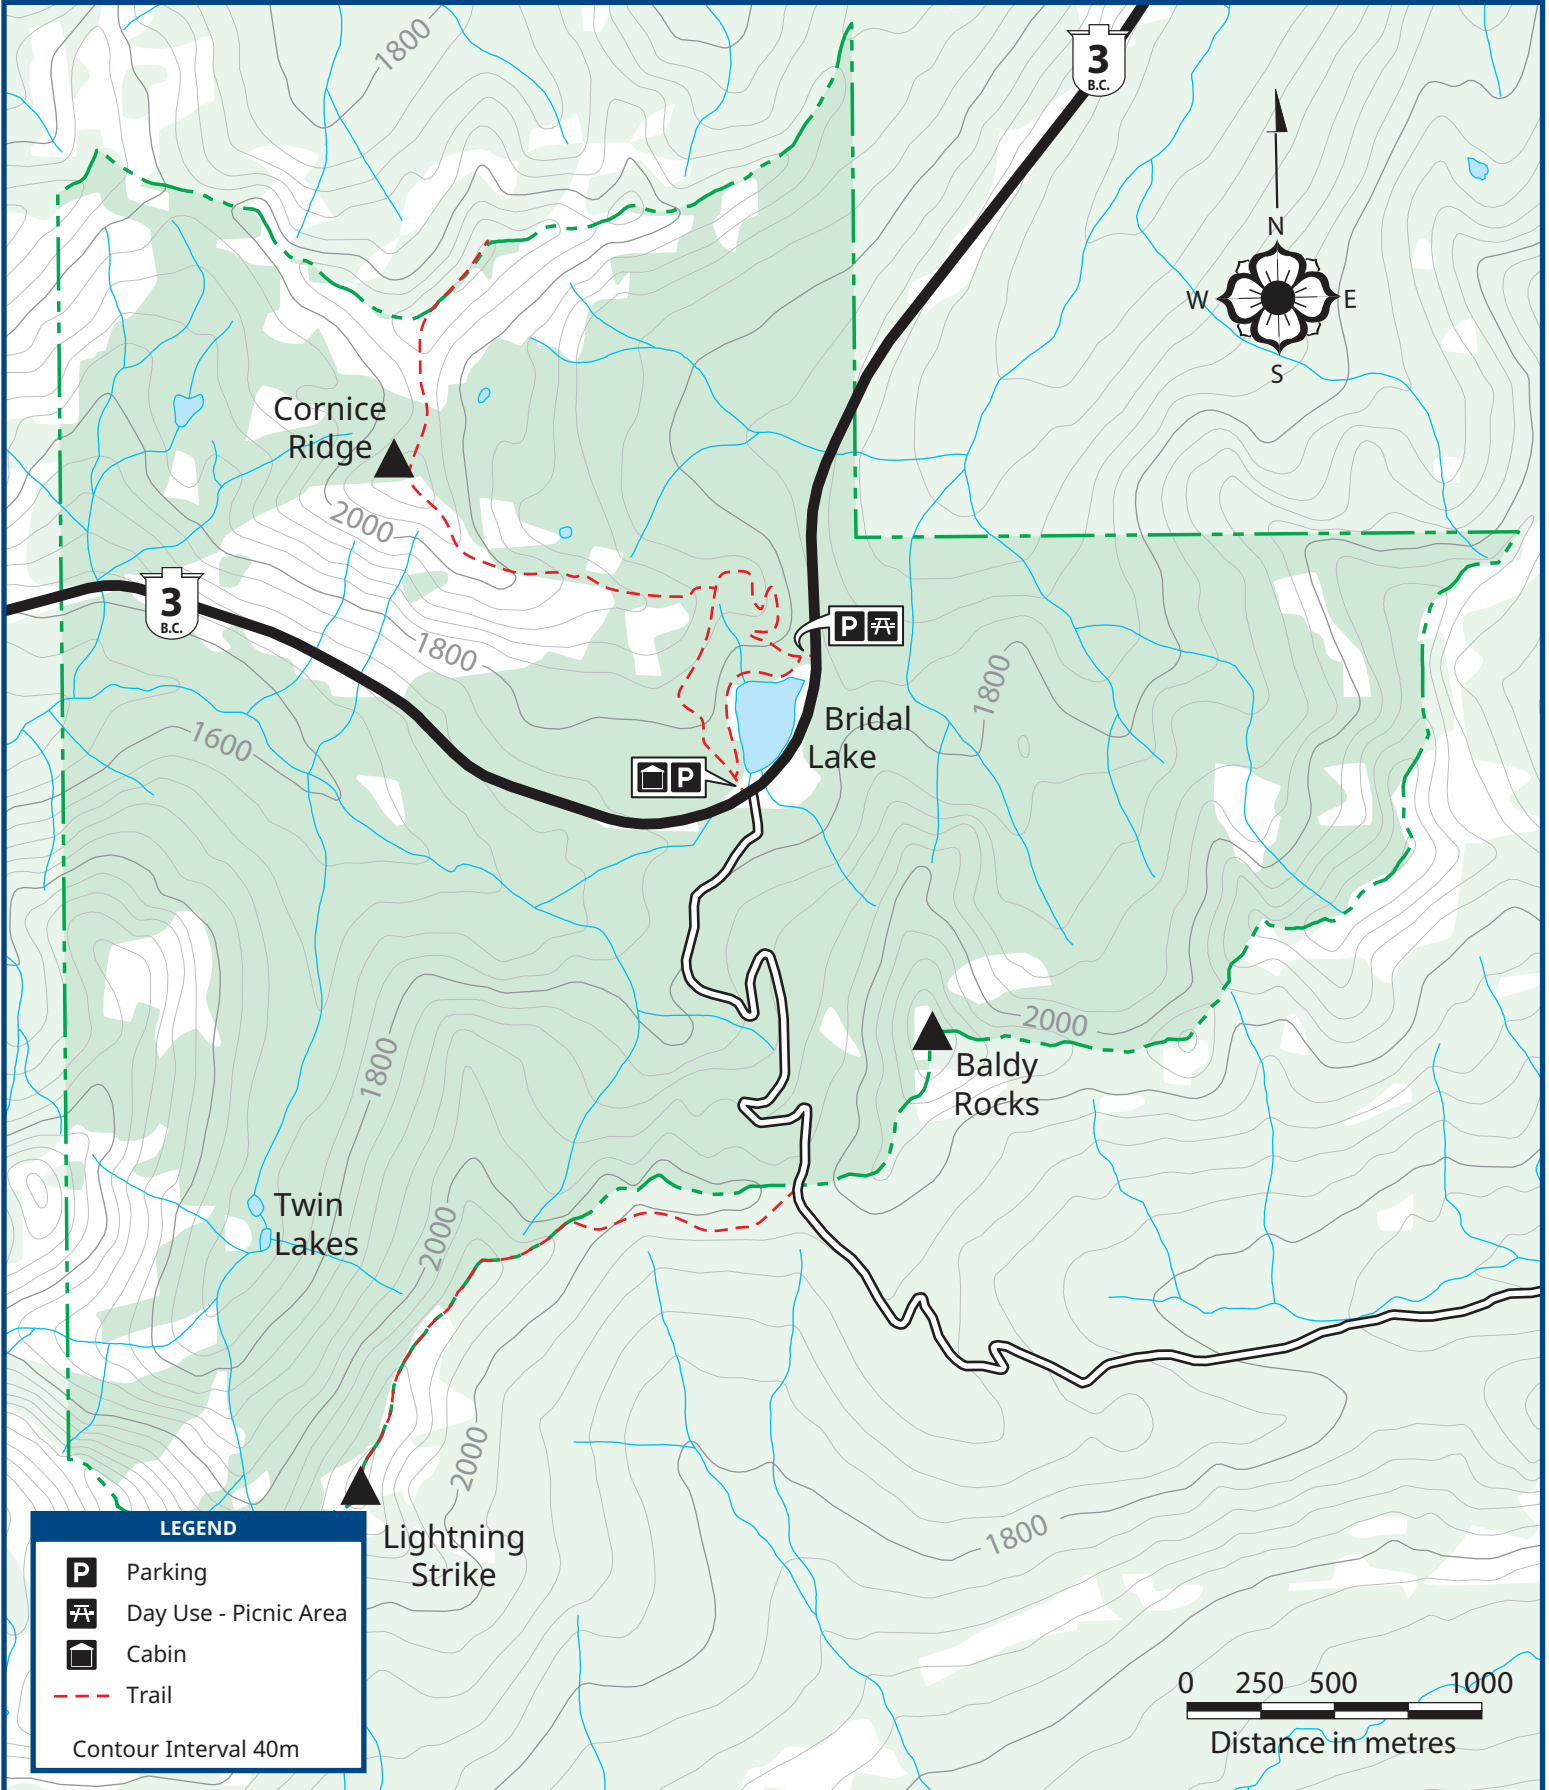 1800
3
B.C.
N
W
E
S
Cornice
Ridge
2000
3
B.C.
P
1800
1800
1600
Bridal
Lake
P
2000
Baldy
Rocks
1800
Twin
Lakes
2000
2000
Lightning
Strike
1800
LEGEND
P
Parking
Day Use - Picnic Area
Cabin
Trail
Contour Interval 40m
0 250 500 1000
Distance in metres